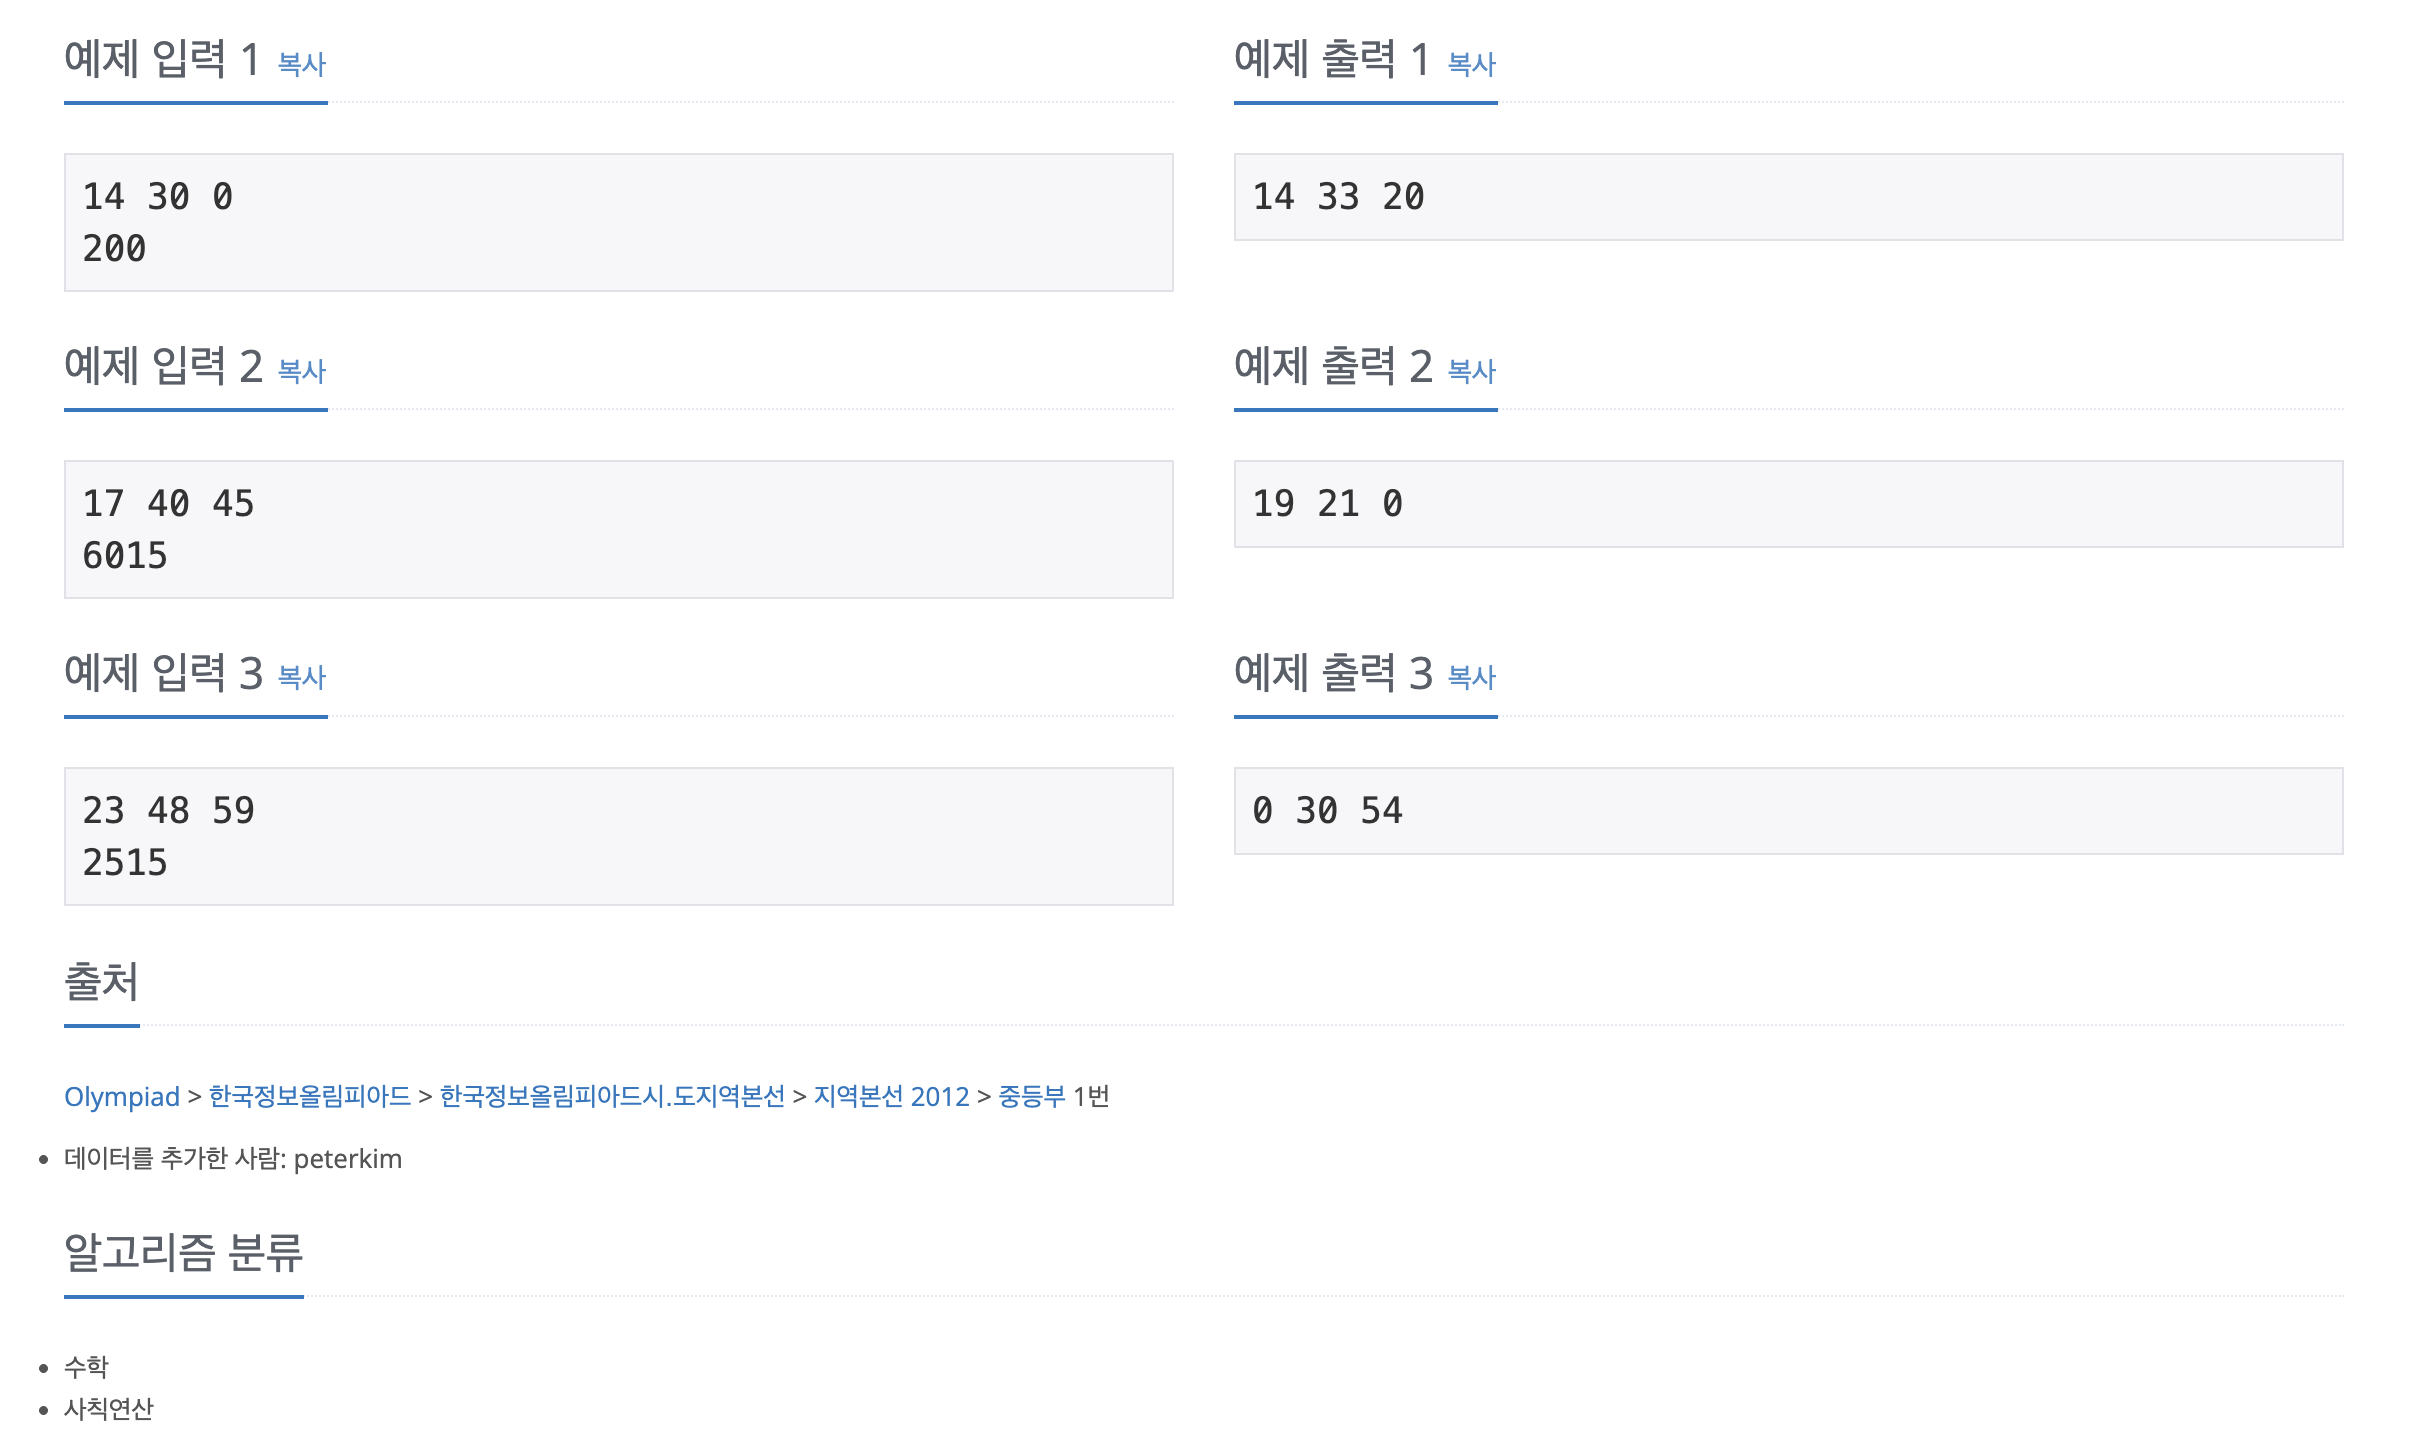 예제 입력 1 복사
14 30 0
200
예제 출력 1 복사
14 33 20
예제 입력 2 복사
17 40 45
6015
예제 출력 2 복사
19 21 0
예제 입력 3 복사
23 48 59
2515
예제 출력 3 복사
0 30 54
출처
Olympiad > 한국정보올림피아드 > 한국정보올림피아드시.도지역본선 > 지역본선 2012 > 중등부 1번
데이터를 추가한 사람: peterkim
알고리즘 분류
수학
사칙연산